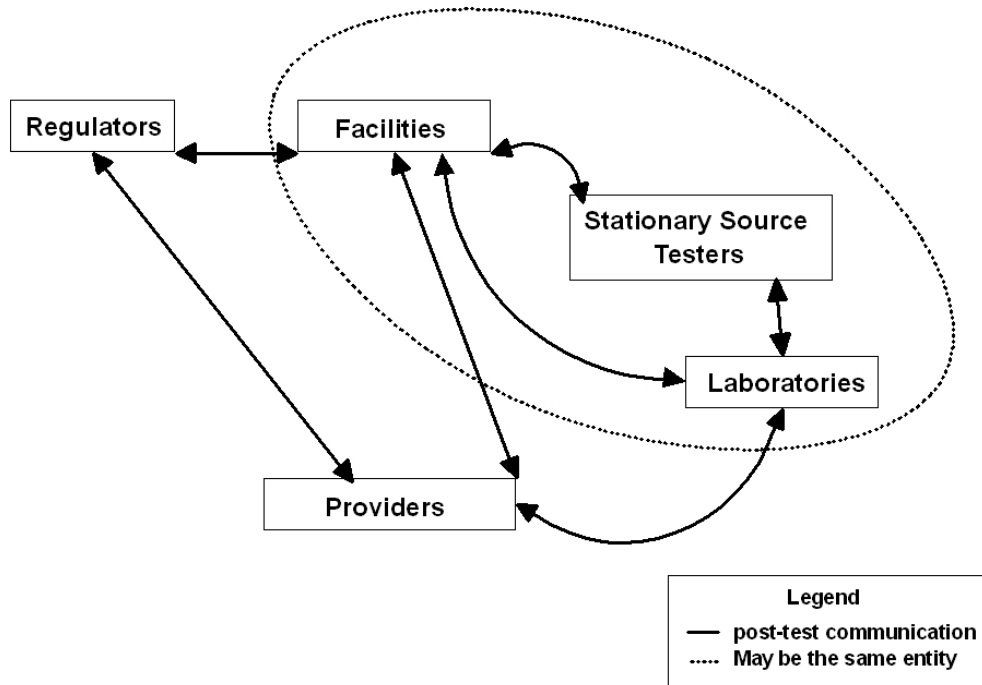 Regulators
Facilities
Stationary Source
Testers
Laboratories
Providers
Legend
post-test communication
May be the same entity